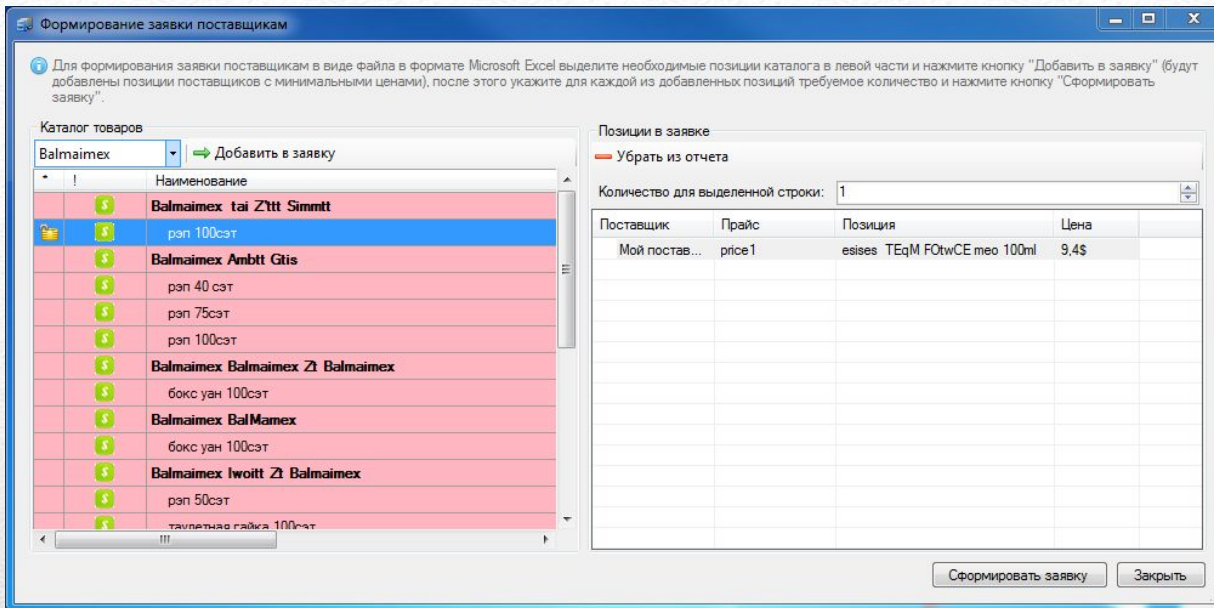 Формирование заявки поставщикам
Для формирования заявки поставщикам в виде файла в формате Microsoft Excel выделите необходимые позиции каталога в левой части и нажмите кнопку "Добавить в заявку" (будут
добавлены позиции поставщиков с минимальными ценами), после этого укажите для каждой из добавленных позиций требуемое количество и нажмите кнопку "Сформировать
заявку".
Каталог товаров
Balmaimex
Добавить в заявку
* ! Наименование
Balmaimex tai Z'ttt Simmtt
рэп 100сэт
Balmaimex Ambtt Gtis
рэп 40 сэт
рэп 75сэт
рэп 100сэт
Balmaimex Balmaimex Zt Balmaimex
бокс уан 100сэт
Balmaimex BalMamex
бокс уан 100сэт
Balmaimex Iwoitt Zt Balmaimex
рэп 50сэт
таулетная гайка 100сэт
Позиции в заявке
Убрать из отчета
Количество для выделенной строки: 1
Поставщик Прайс Позиция Цена
Мой постав... price1 esises TEqM FOtwCE meo 100ml 9,4$
Сформировать заявку Закрыть